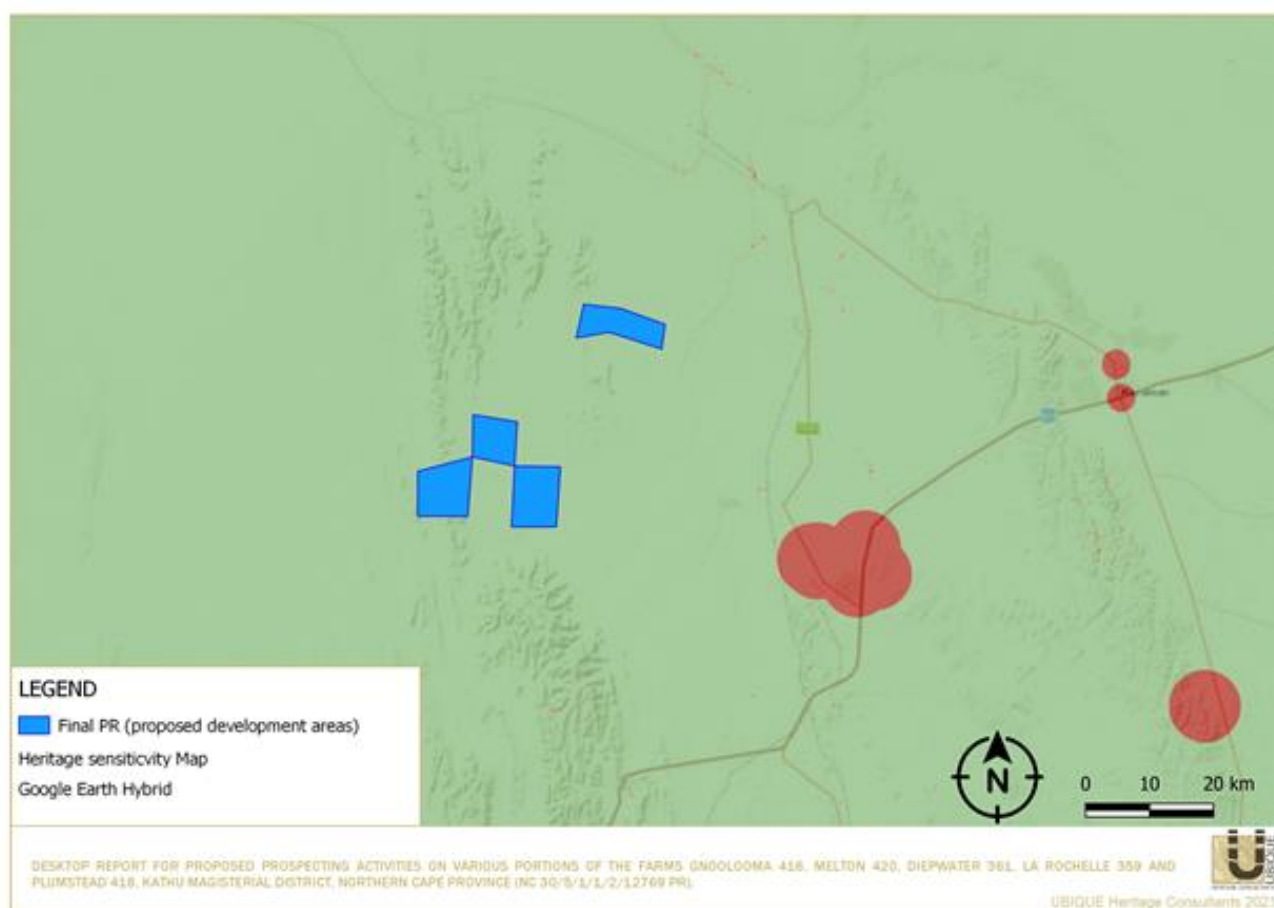 LEGEND
Final PR (proposed development areas)
Heritage sensiticvity Map
Google Earth Hybrid
N
0 10 20 km
DESKTOP REPORT FOR PROPOSED PROSPECTING ACTIVITIES ON VARIOUS PORTIONS OF THE FARMS GNOOLOOMA 416, MELTON 420, DIEPWATER 361, LA ROCHELLE 359 AND
PLUMSTEAD 418, KATHU MAGISTERIAL DISTRICT, NORTHERN CAPE PROVINCE (NC 30/5/1/1/2/12769 PR).
UBIQUE
UBIQUE Heritage Consultants 2021